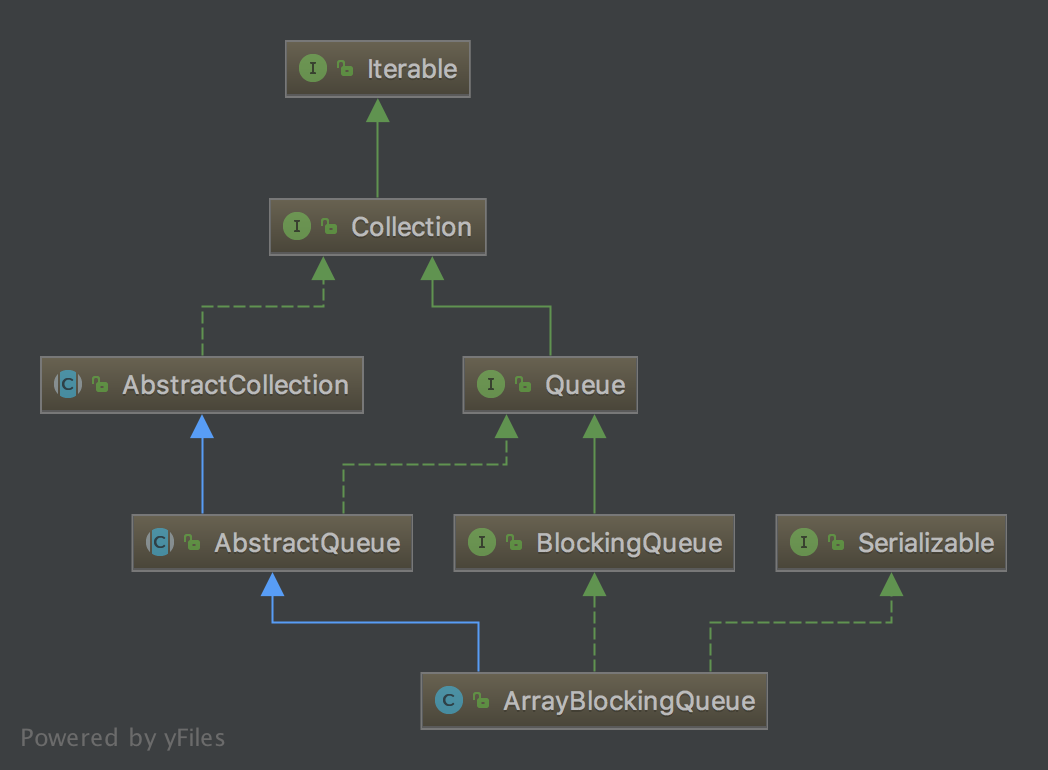 I Iterable
I Collection
C AbstractCollection
I Queue
C AbstractQueue
I BlockingQueue
I Serializable
C ArrayBlockingQueue
Powered by yFiles